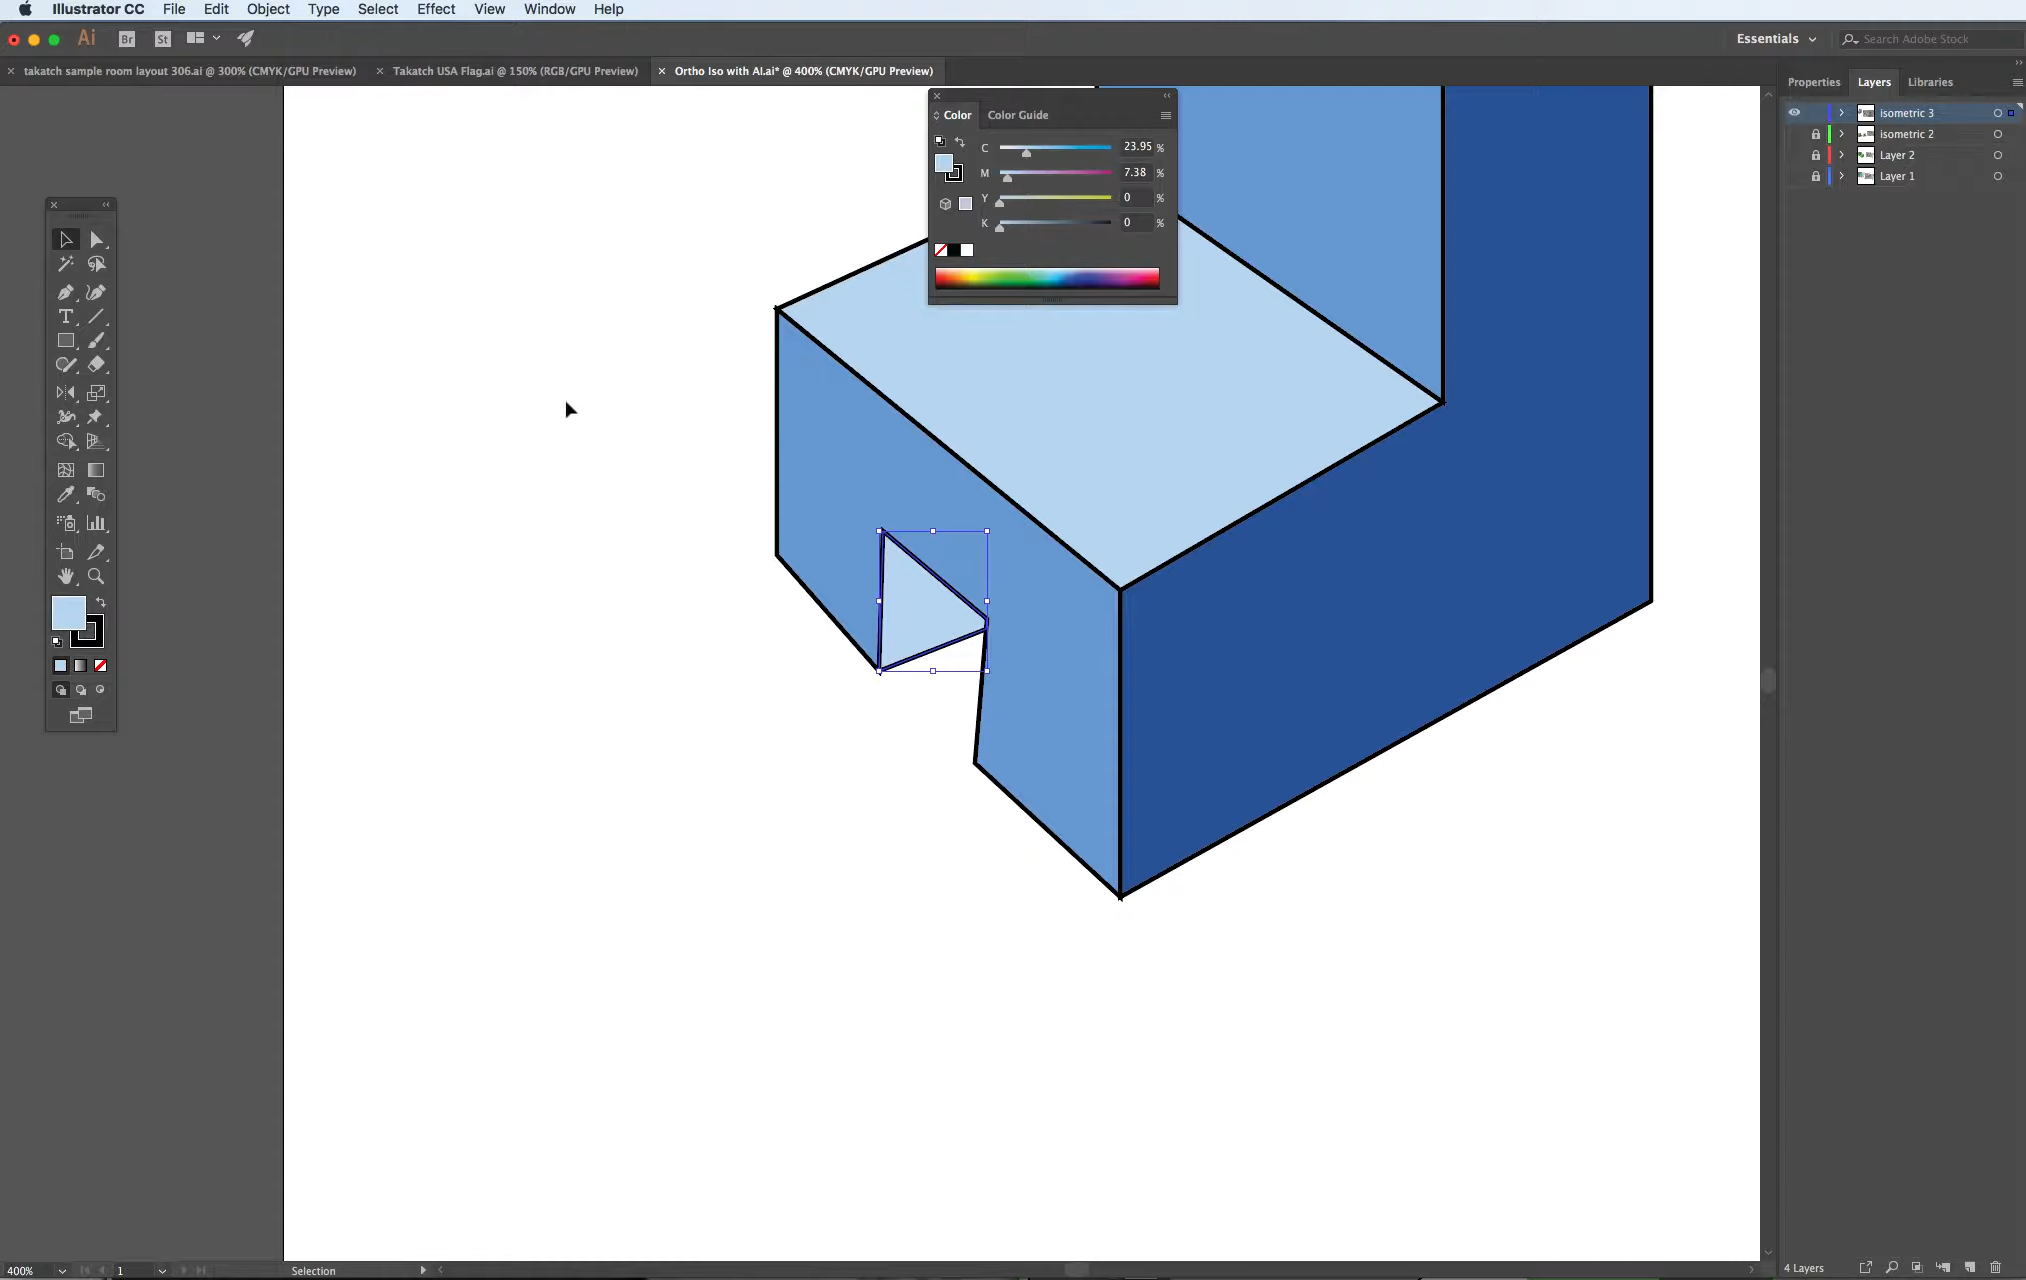 Illustrator CC File Edit Object Type Select Effect View Window Help
Ai Br St Essentials Search Adobe Stock
takatch sample room layout 306.ai @ 300% (CMYK/GPU Preview) Takatch USA Flag.ai @ 150% (RGB/GPU Preview) Ortho Iso with AI.ai* @ 400% (CMYK/GPU Preview)
Properties Layers Libraries
Color Color Guide
isometric 3
isometric 2
Layer 2
Layer 1
C 23.95 %
M 7.38 %
Y 0 %
K 0 %
400% 1 Selection 4 Layers